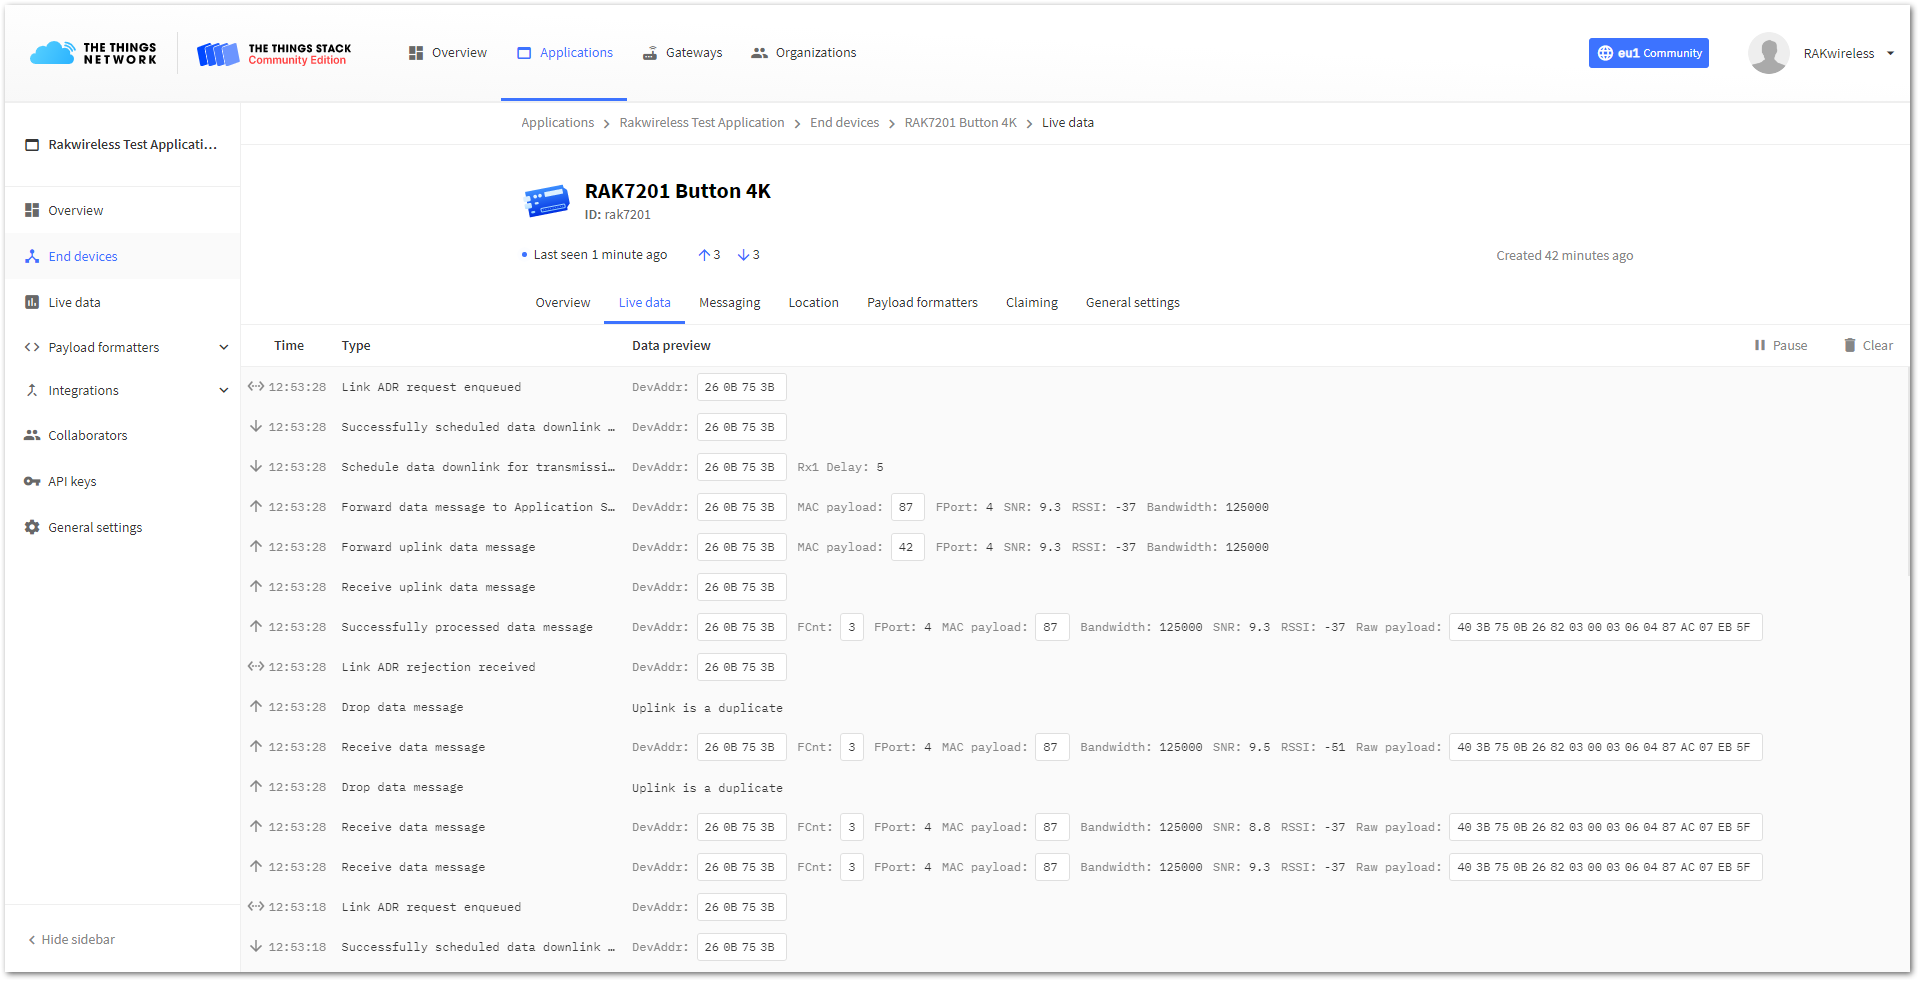 THE THINGS NETWORK
THE THINGS STACK
Community Edition
Overview
Applications
Gateways
Organizations
eu1 Community
RAKwireless
Rakwireless Test Applicati...
Overview
End devices
Live data
Payload formatters
Integrations
Collaborators
API keys
General settings
Hide sidebar
Applications > Rakwireless Test Application > End devices > RAK7201 Button 4K > Live data
RAK7201 Button 4K
ID: rak7201
Last seen 1 minute ago ↑3 ↓3
Created 42 minutes ago
Overview Live data Messaging Location Payload formatters Claiming General settings
Time Type Data preview Pause Clear
12:53:28 Link ADR request enqueued DevAddr: 26 0B 75 3B
↓ 12:53:28 Successfully scheduled data downlink … DevAddr: 26 0B 75 3B
↓ 12:53:28 Schedule data downlink for transmissi… DevAddr: 26 0B 75 3B Rx1 Delay: 5
↑ 12:53:28 Forward data message to Application S… DevAddr: 26 0B 75 3B MAC payload: 87 FPort: 4 SNR: 9.3 RSSI: -37 Bandwidth: 125000
↑ 12:53:28 Forward uplink data message DevAddr: 26 0B 75 3B MAC payload: 42 FPort: 4 SNR: 9.3 RSSI: -37 Bandwidth: 125000
↑ 12:53:28 Receive uplink data message DevAddr: 26 0B 75 3B
↑ 12:53:28 Successfully processed data message DevAddr: 26 0B 75 3B FCnt: 3 FPort: 4 MAC payload: 87 Bandwidth: 125000 SNR: 9.3 RSSI: -37 Raw payload: 40 3B 75 0B 26 82 03 00 03 06 04 87 AC 07 EB 5F
12:53:28 Link ADR rejection received DevAddr: 26 0B 75 3B
↑ 12:53:28 Drop data message Uplink is a duplicate
↑ 12:53:28 Receive data message DevAddr: 26 0B 75 3B FCnt: 3 FPort: 4 MAC payload: 87 Bandwidth: 125000 SNR: 9.5 RSSI: -51 Raw payload: 40 3B 75 0B 26 82 03 00 03 06 04 87 AC 07 EB 5F
↑ 12:53:28 Drop data message Uplink is a duplicate
↑ 12:53:28 Receive data message DevAddr: 26 0B 75 3B FCnt: 3 FPort: 4 MAC payload: 87 Bandwidth: 125000 SNR: 8.8 RSSI: -37 Raw payload: 40 3B 75 0B 26 82 03 00 03 06 04 87 AC 07 EB 5F
↑ 12:53:28 Receive data message DevAddr: 26 0B 75 3B FCnt: 3 FPort: 4 MAC payload: 87 Bandwidth: 125000 SNR: 9.3 RSSI: -37 Raw payload: 40 3B 75 0B 26 82 03 00 03 06 04 87 AC 07 EB 5F
12:53:18 Link ADR request enqueued DevAddr: 26 0B 75 3B
↓ 12:53:18 Successfully scheduled data downlink … DevAddr: 26 0B 75 3B